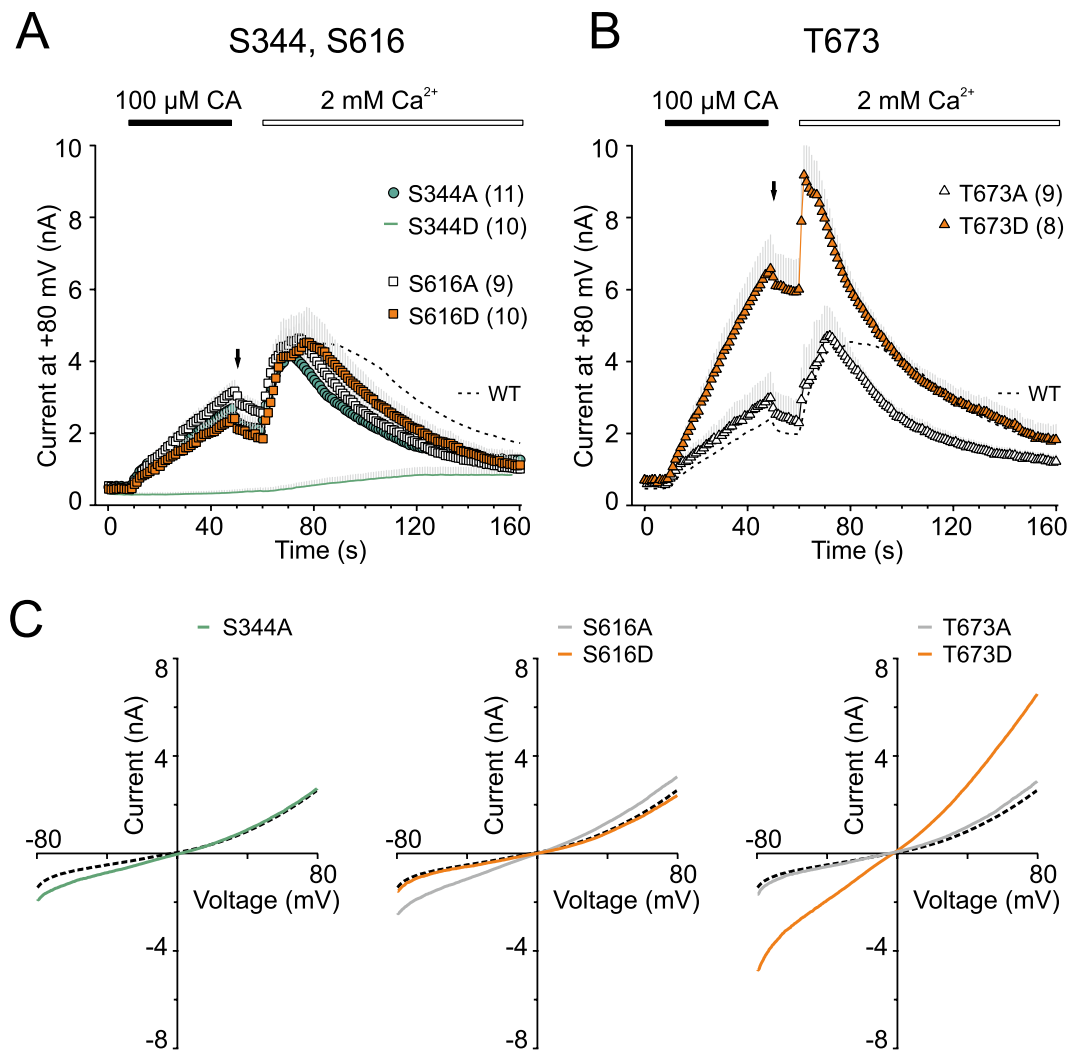 A
S344, S616
100 µM CA
2 mM Ca²⁺
Current at +80 mV (nA)
10
8
6
4
2
0
S344A (11)
S344D (10)
S616A (9)
S616D (10)
WT
0
40
80
120
160
Time (s)
B
T673
100 µM CA
2 mM Ca²⁺
Current at +80 mV (nA)
10
8
6
4
2
0
T673A (9)
T673D (8)
WT
0
40
80
120
160
Time (s)
C
S344A
Current (nA)
8
4
-80
80
Voltage (mV)
-4
-8
S616A
S616D
Current (nA)
8
4
-80
80
Voltage (mV)
-4
-8
T673A
T673D
Current (nA)
8
4
-80
80
Voltage (mV)
-4
-8